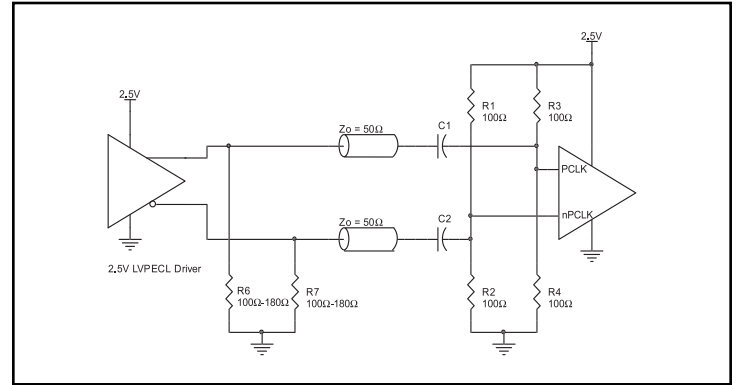 2.5V
2.5V
R1
100Ω
R3
100Ω
Zo = 50Ω
C1
PCLK
Zo = 50Ω
C2
nPCLK
2.5V LVPECL Driver
R6
100Ω-180Ω
R7
100Ω-180Ω
R2
100Ω
R4
100Ω